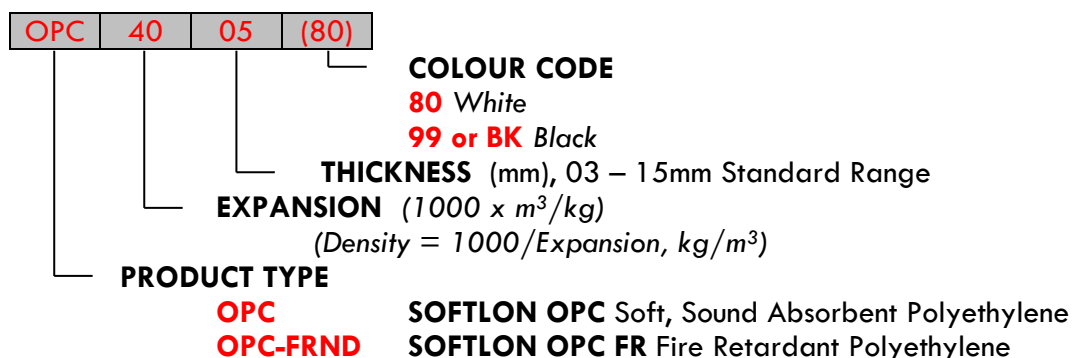 OPC 40 05 (80)
COLOUR CODE
80 White
99 or BK Black
THICKNESS (mm), 03 – 15mm Standard Range
EXPANSION (1000 x m³/kg)
(Density = 1000/Expansion, kg/m³)
PRODUCT TYPE
OPC SOFTLON OPC Soft, Sound Absorbent Polyethylene
OPC-FRND SOFTLON OPC FR Fire Retardant Polyethylene